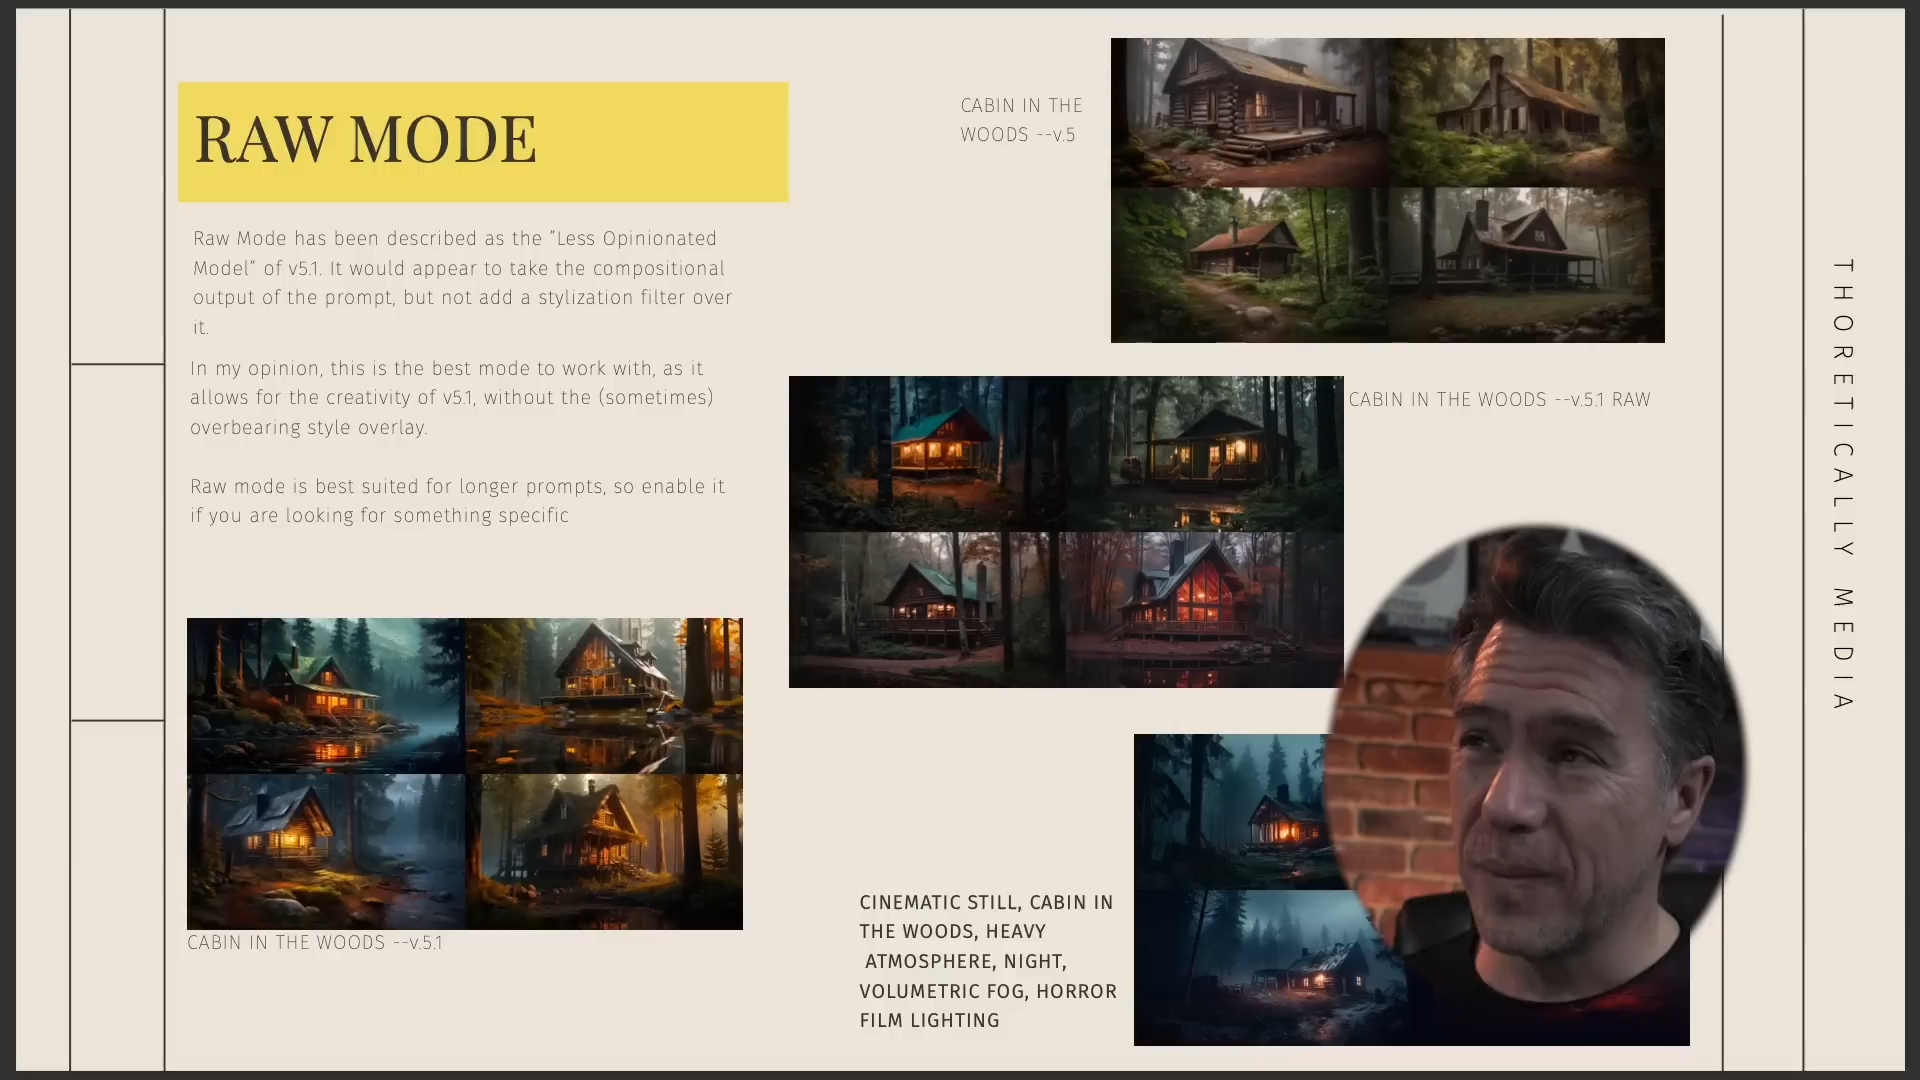 RAW MODE
Raw Mode has been described as the “Less Opinionated
Model” of v5.1. It would appear to take the compositional
output of the prompt, but not add a stylization filter over
it.
In my opinion, this is the best mode to work with, as it
allows for the creativity of v5.1, without the (sometimes)
overbearing style overlay.
Raw mode is best suited for longer prompts, so enable it
if you are looking for something specific
CABIN IN THE WOODS --v.5.1
CABIN IN THE
WOODS --v.5
CABIN IN THE WOODS --v.5.1 RAW
CINEMATIC STILL, CABIN IN
THE WOODS, HEAVY
ATMOSPHERE, NIGHT,
VOLUMETRIC FOG, HORROR
FILM LIGHTING
THORETICALLY MEDIA